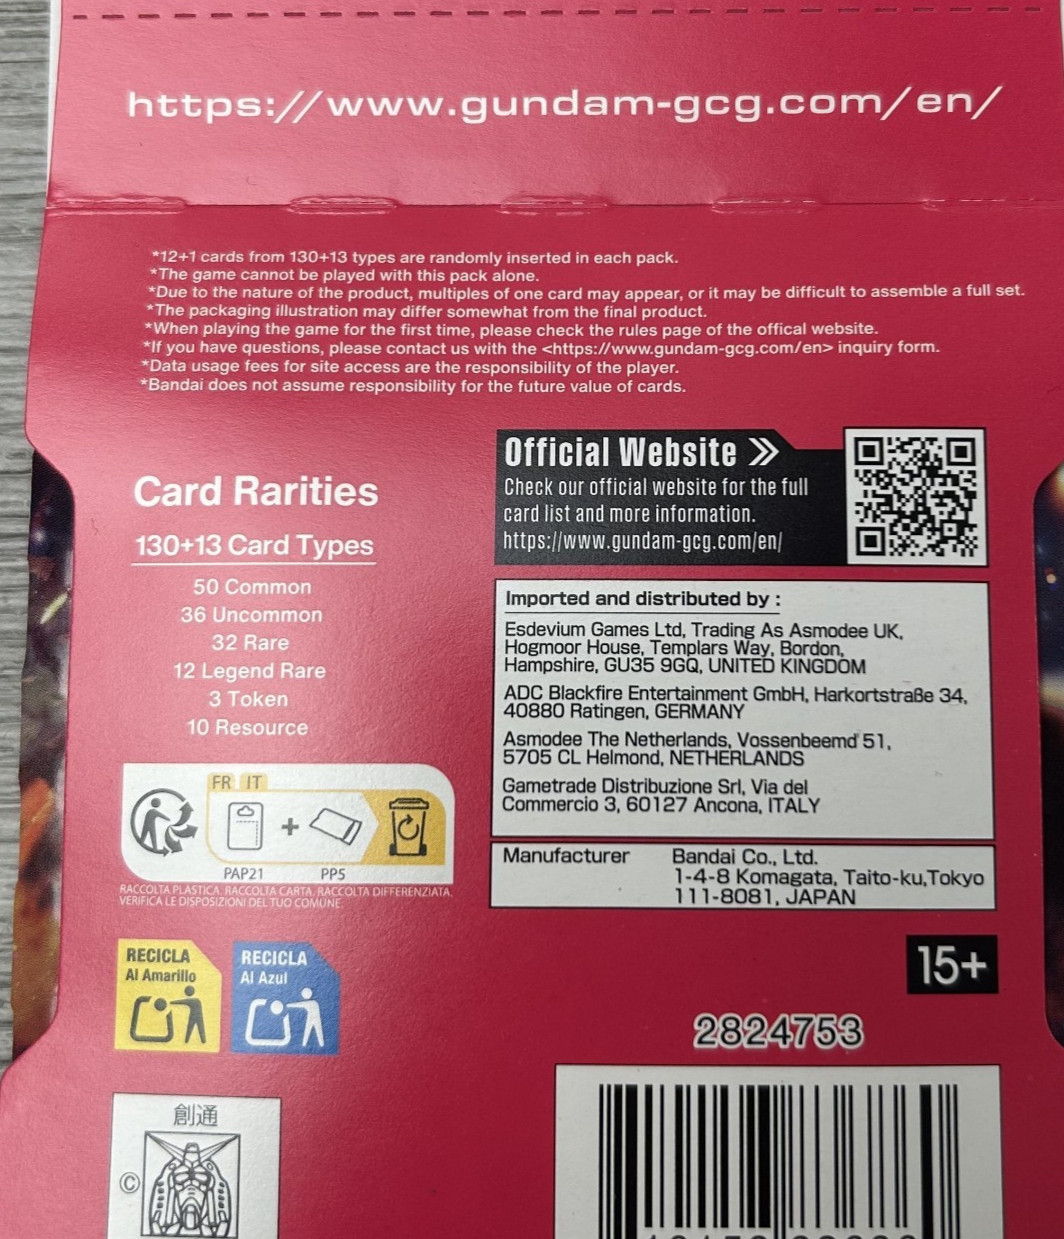 https://www.gundam-gcg.com/en/
*12+1 cards from 130+13 types are randomly inserted in each pack.
*The game cannot be played with this pack alone.
*Due to the nature of the product, multiples of one card may appear, or it may be difficult to assemble a full set.
*The packaging illustration may differ somewhat from the final product.
*When playing the game for the first time, please check the rules page of the offical website.
*If you have questions, please contact us with the <https://www.gundam-gcg.com/en> inquiry form.
*Data usage fees for site access are the responsibility of the player.
*Bandai does not assume responsibility for the future value of cards.
Card Rarities
130+13 Card Types
50 Common
36 Uncommon
32 Rare
12 Legend Rare
3 Token
10 Resource
FR IT
PAP21 PP5
RACCOLTA PLASTICA. RACCOLTA CARTA. RACCOLTA DIFFERENZIATA.
VERIFICA LE DISPOSIZIONI DEL TUO COMUNE.
RECICLA
Al Amarillo
RECICLA
Al Azul
創通
©
Official Website
Check our official website for the full
card list and more information.
https://www.gundam-gcg.com/en/
Imported and distributed by :
Esdevium Games Ltd, Trading As Asmodee UK,
Hogmoor House, Templars Way, Bordon,
Hampshire, GU35 9GQ, UNITED KINGDOM
ADC Blackfire Entertainment GmbH, Harkortstraße 34,
40880 Ratingen, GERMANY
Asmodee The Netherlands, Vossenbeemd 51,
5705 CL Helmond, NETHERLANDS
Gametrade Distribuzione Srl, Via del
Commercio 3, 60127 Ancona, ITALY
Manufacturer Bandai Co., Ltd.
1-4-8 Komagata, Taito-ku,Tokyo
111-8081, JAPAN
15+
2824753